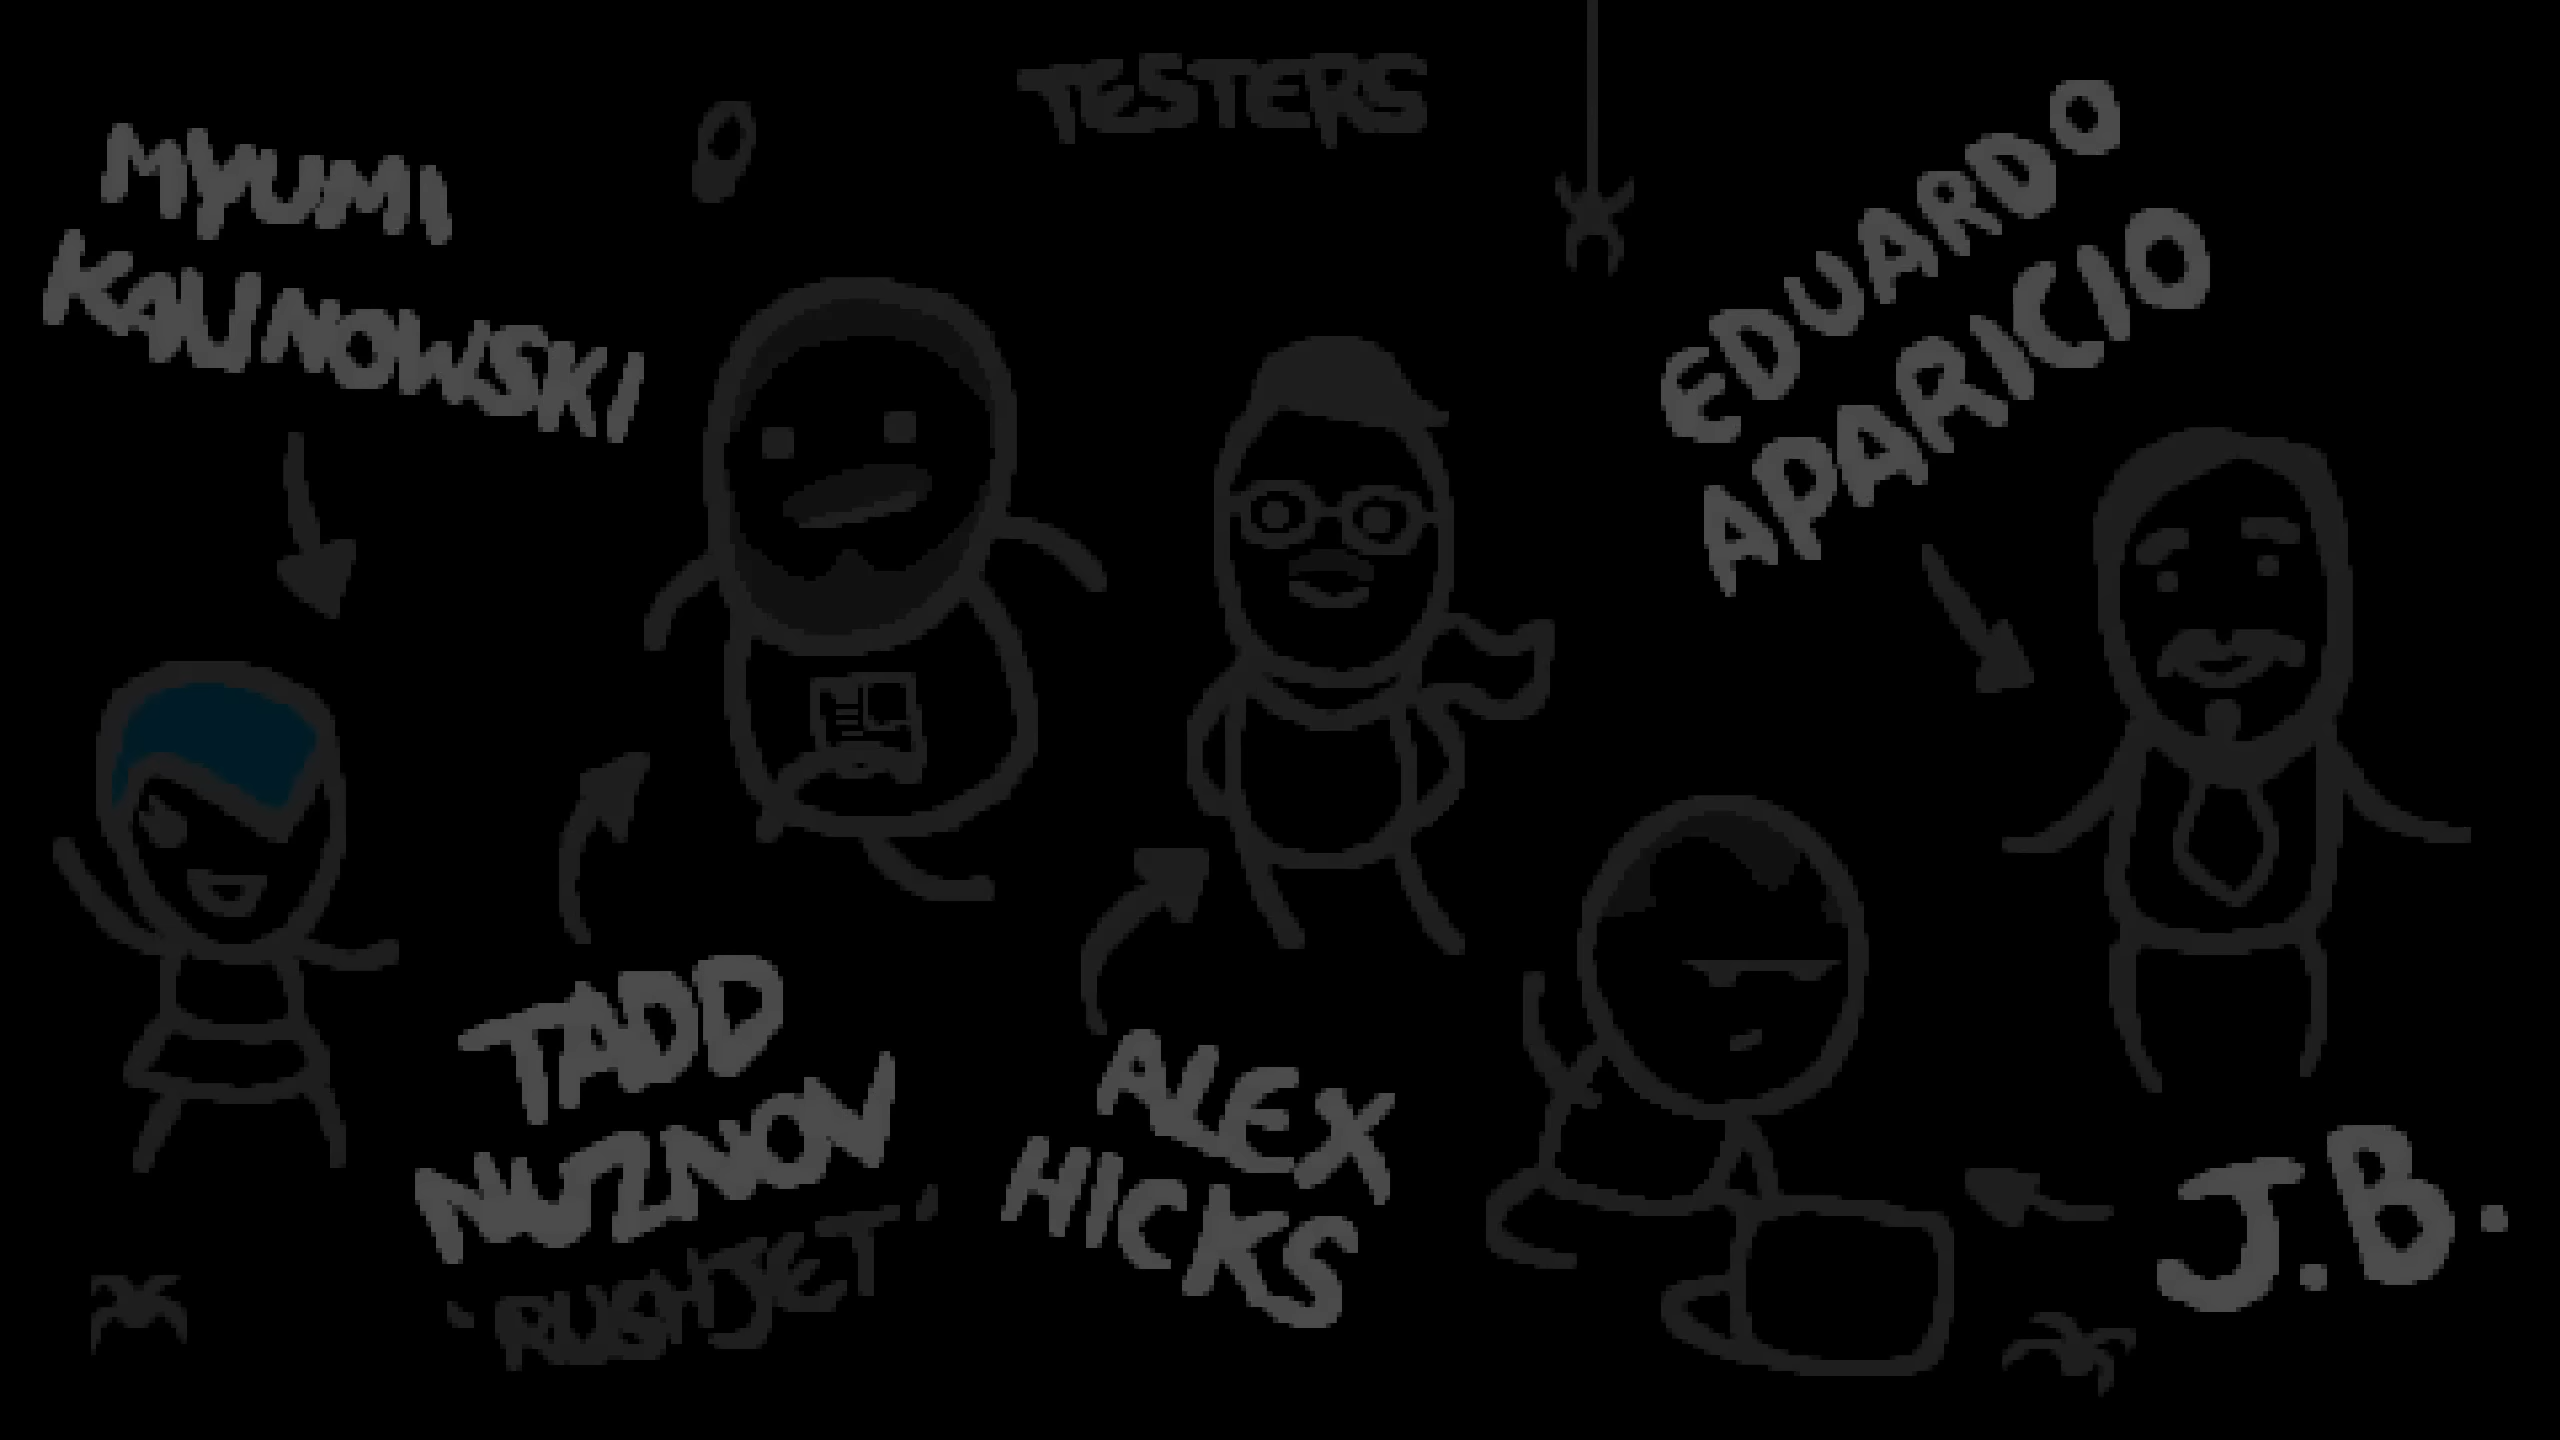 TESTERS
MYUMI
KALINOWSKI
EDUARDO
APARICIO
TADD
NUZNOV
'RUSHJET'
ALEX
HICKS
J.B.